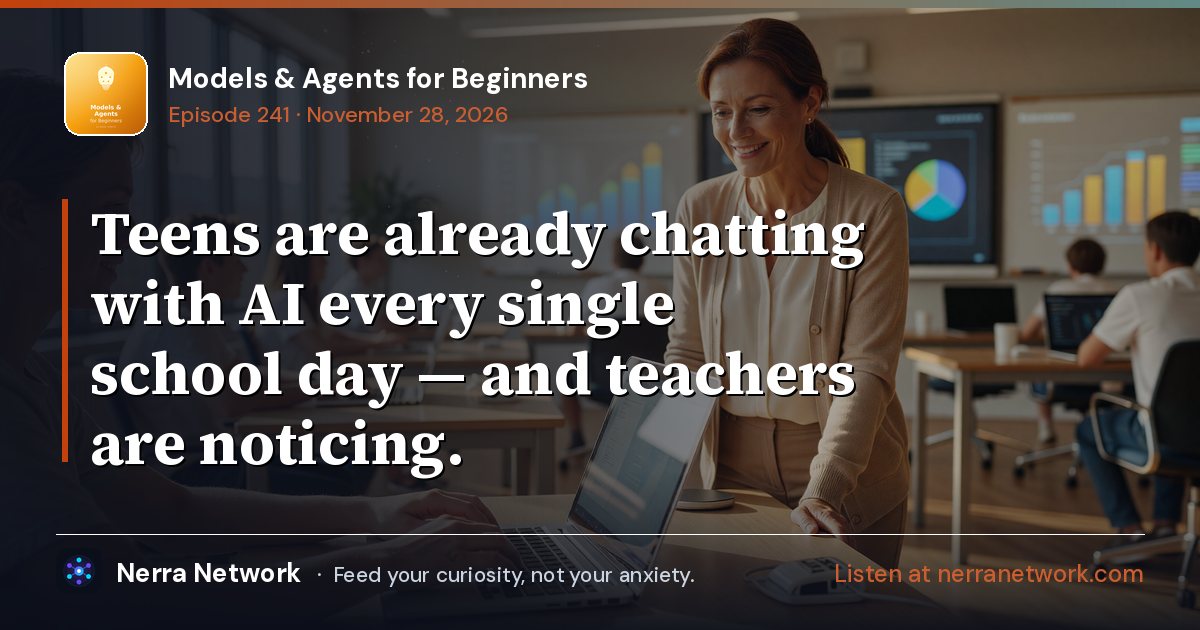 Models & Agents for Beginners
Episode 241 · November 28, 2026
Models &
Agents
for Beginners
Teens are already chatting
with AI every single
school day — and teachers
are noticing.
Nerra Network · Feed your curiosity, not your anxiety.
Listen at nerranetwork.com